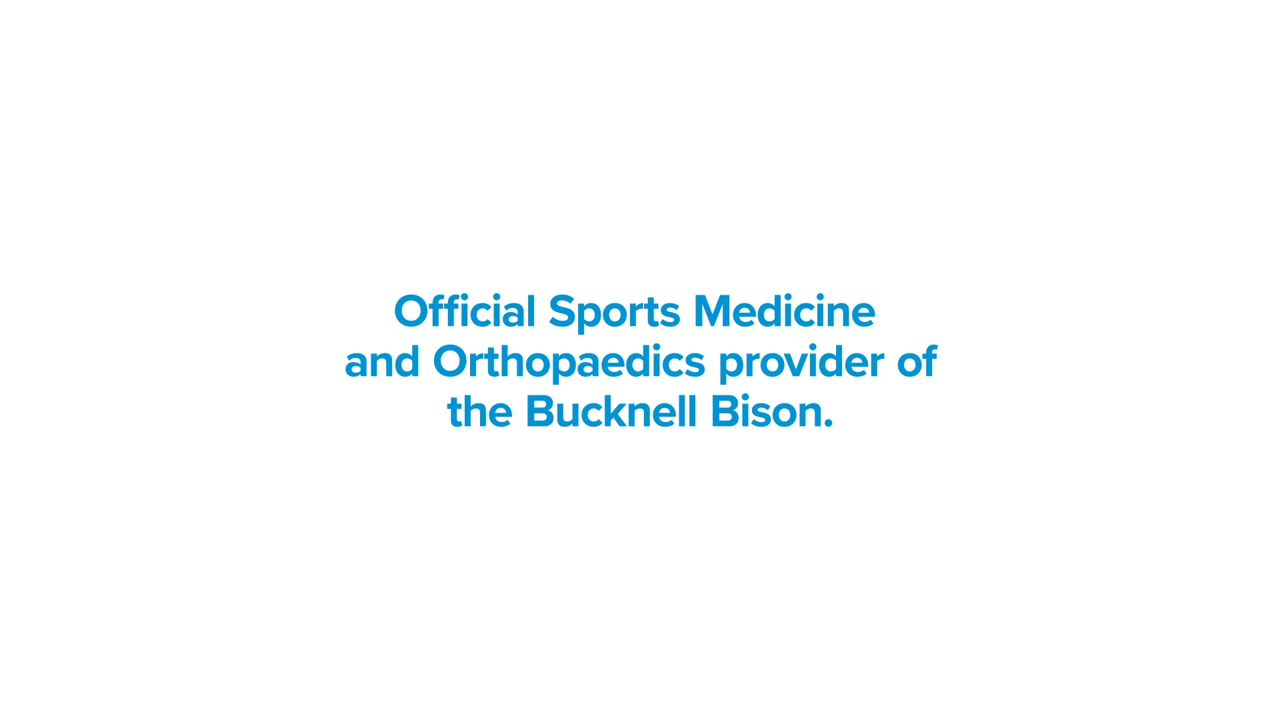 Official Sports Medicine
and Orthopaedics provider of
the Bucknell Bison.